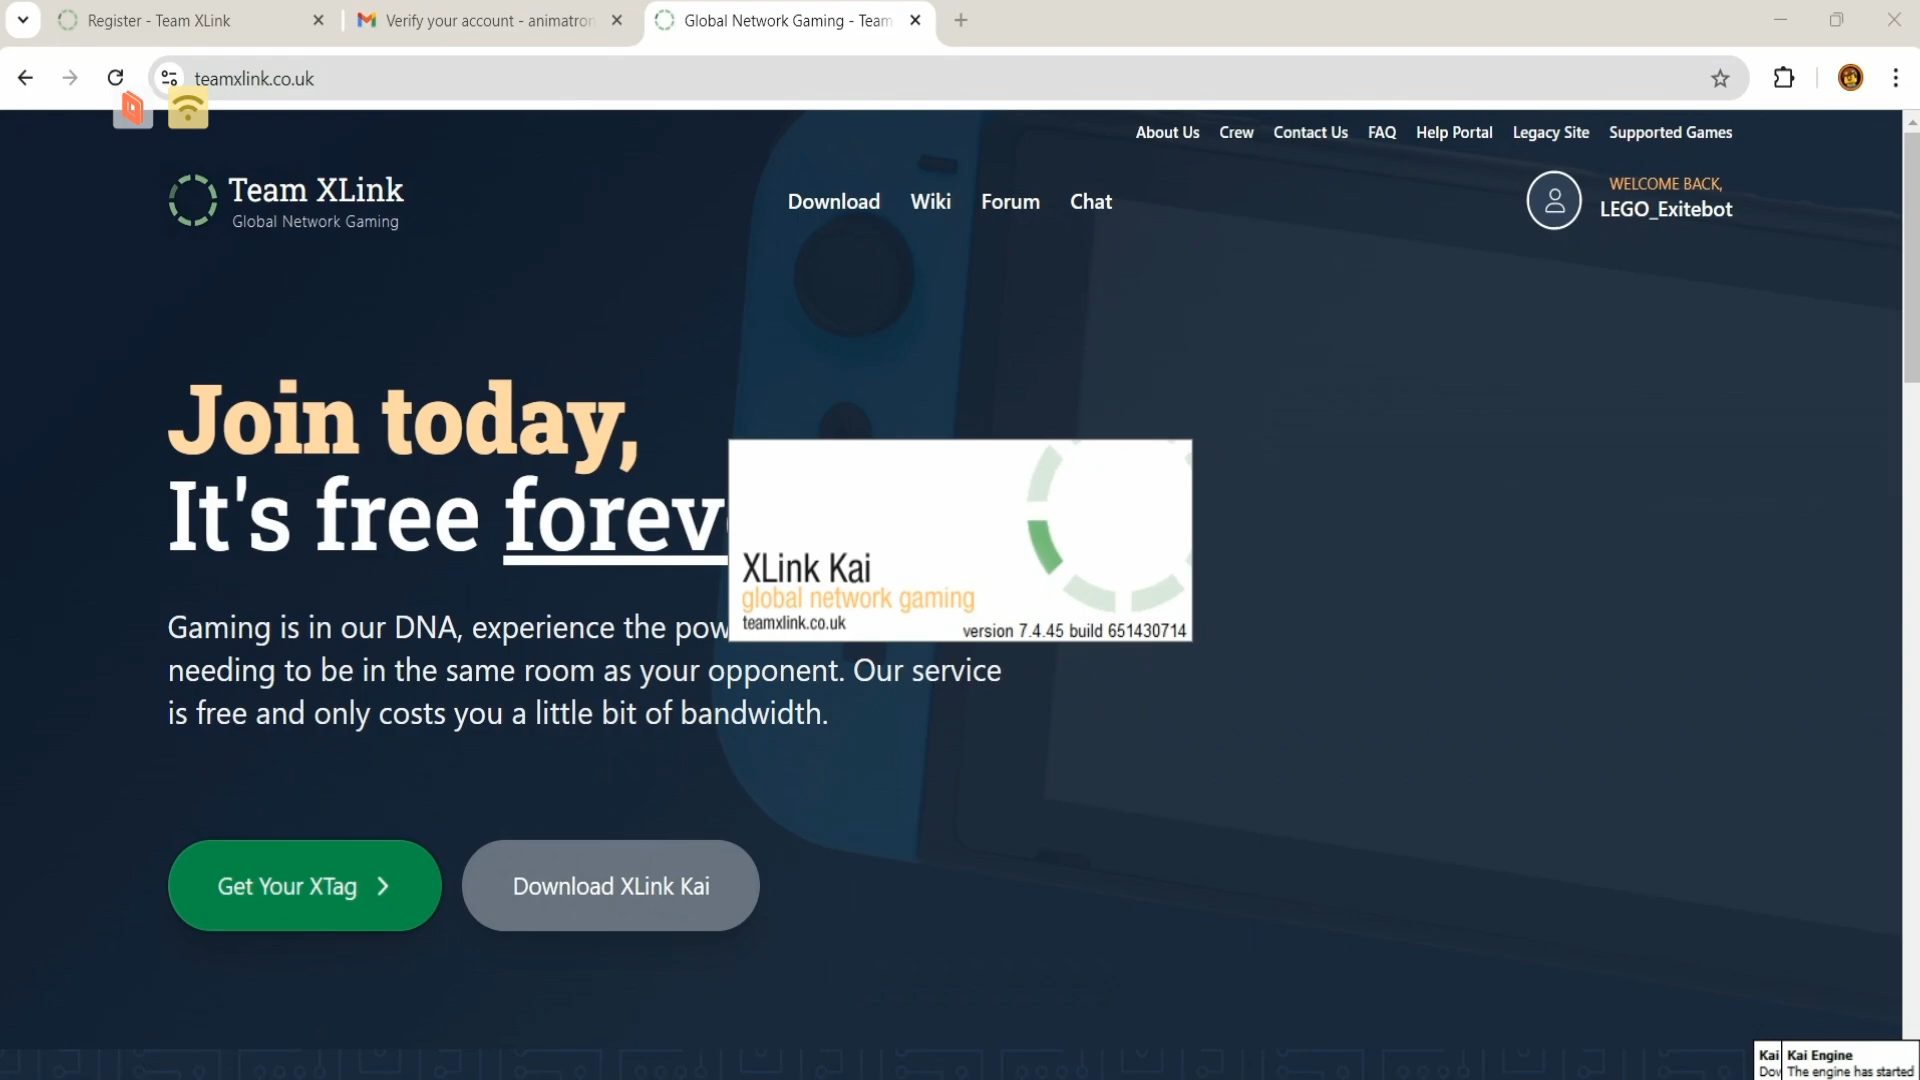 Register - Team XLink
Verify your account - animatron
Global Network Gaming - Team
teamxlink.co.uk
About Us Crew Contact Us FAQ Help Portal Legacy Site Supported Games
Team XLink
Global Network Gaming
Download Wiki Forum Chat
WELCOME BACK,
LEGO_Exitebot
Join today,
It's free forev
XLink Kai
global network gaming
teamxlink.co.uk
version 7.4.45 build 651430714
Gaming is in our DNA, experience the pow
needing to be in the same room as your opponent. Our service
is free and only costs you a little bit of bandwidth.
Get Your XTag
Download XLink Kai
Kai
Dov
Kai Engine
The engine has started